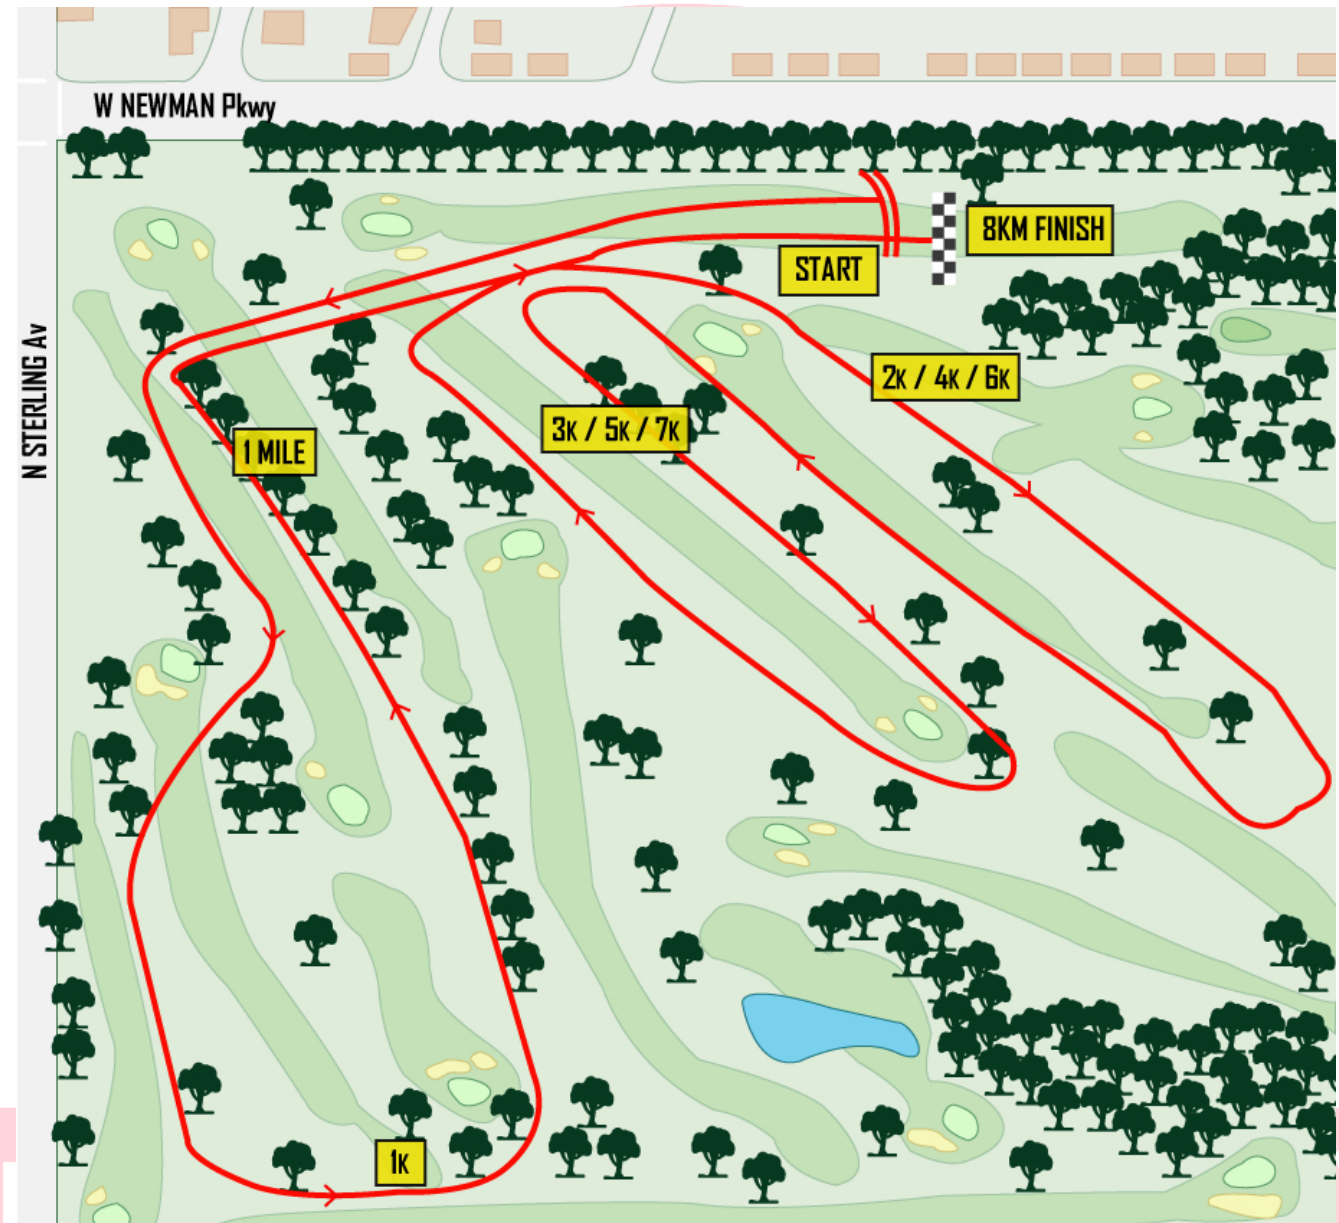 W NEWMAN Pkwy
8KM FINISH
START
N STERLING Av
2K / 4K / 6K
3K / 5K / 7K
1 MILE
1K